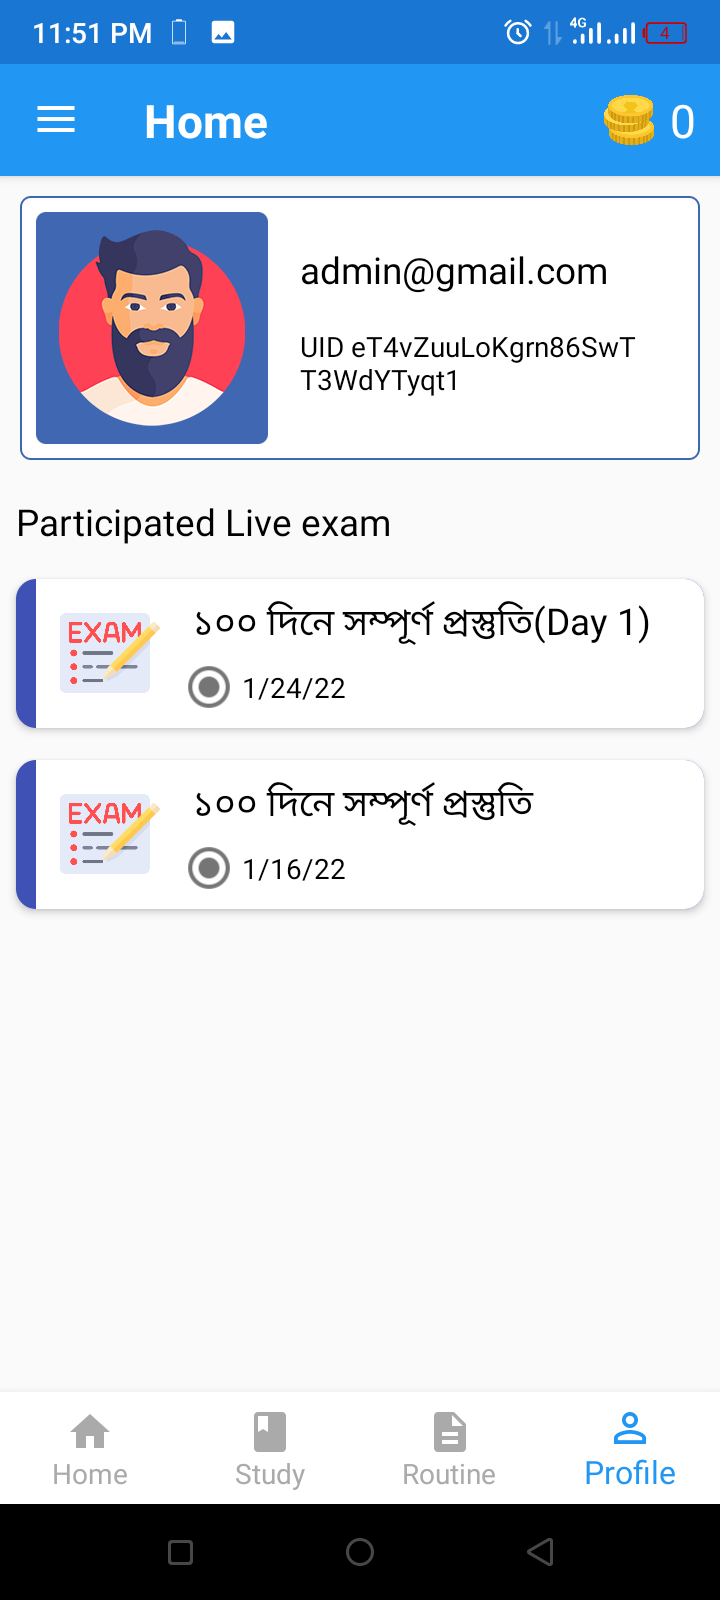 11:51 PM
4G
4
Home
0
admin@gmail.com
UID eT4vZuuLoKgrn86SwT
T3WdYTyqt1
Participated Live exam
EXAM
১০০ দিনে সম্পূর্ণ প্রস্তুতি(Day 1)
1/24/22
EXAM
১০০ দিনে সম্পূর্ণ প্রস্তুতি
1/16/22
Home
Study
Routine
Profile